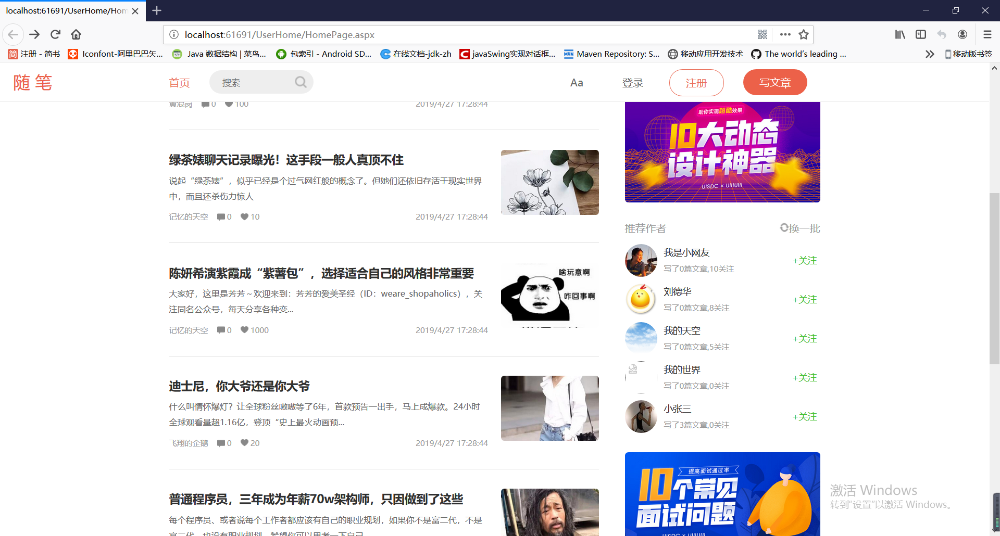 localhost:61691/UserHome/Hom
localhost:61691/UserHome/HomePage.aspx
简 注册 - 简书
Iconfont-阿里巴巴矢...
Java 数据结构 | 菜鸟...
包索引 - Android SD...
在线文档-jdk-zh
javaSwing实现对话框...
MVN Maven Repository: S...
移动应用开发技术
The world's leading ...
移动版书签
随 笔
首页
搜索
Aa
登录
注册
写文章
黄混岗 0 100 2019/4/27 17:28:44
绿茶婊聊天记录曝光！这手段一般人真顶不住
说起“绿茶婊”，似乎已经是个过气网红般的概念了。但她们还依旧存活于现实世界
中，而且还杀伤力惊人
记忆的天空 0 10 2019/4/27 17:28:44
陈妍希演紫霞成“紫薯包”，选择适合自己的风格非常重要
大家好，这里是芳芳～欢迎来到：芳芳的爱美圣经（ID：weare_shopaholics），关
注同名公众号，每天分享各种变...
记忆的天空 0 1000 2019/4/27 17:28:44
啥玩意啊
咋回事啊
迪士尼，你大爷还是你大爷
什么叫情怀爆灯？让全球粉丝嗷嗷等了6年，首款预告一出手，马上成爆款。24小时
全球观看量超1.16亿，登顶“史上最火动画预...
飞翔的企鹅 0 20 2019/4/27 17:28:44
普通程序员，三年成为年薪70w架构师，只因做到了这些
每个程序员、或者说每个工作者都应该有自己的职业规划，如果你不是富二代，不是
官二代，也没有职业规划，希望你可以思考一下自己
助你实现超酷效果
10大动态
设计神器
UISDC × UIIIUIII
推荐作者
换一批
我是小网友
写了0篇文章,10关注
+关注
刘德华
写了0篇文章,8关注
+关注
我的天空
写了0篇文章,5关注
+关注
我的世界
写了0篇文章,0关注
+关注
小张三
写了3篇文章,0关注
+关注
提高面试通过率
10个常见
面试问题
UISDC × UIIIUIII
激活 Windows
转到“设置”以激活 Windows。